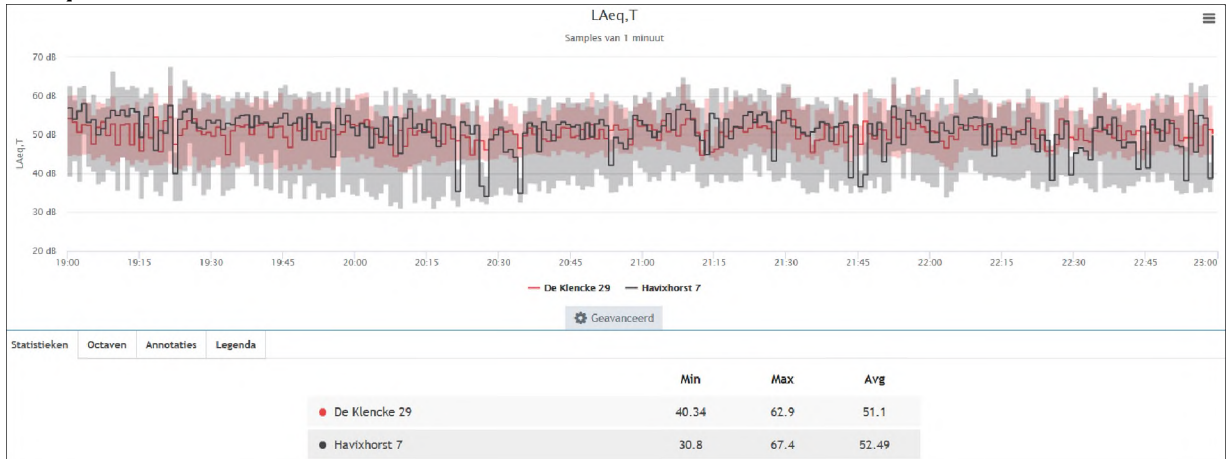 LAeq,T
Samples van 1 minuut
70 dB
60 dB
50 dB
40 dB
30 dB
20 dB
LAeq,T
19:00 19:15 19:30 19:45 20:00 20:15 20:30 20:45 21:00 21:15 21:30 21:45 22:00 22:15 22:30 22:45 23:00
De Klencke 29 Havixhorst 7
Geavanceerd
Statistieken Octaven Annotaties Legenda
Min Max Avg
De Klencke 29 40.34 62.9 51.1
Havixhorst 7 30.8 67.4 52.49